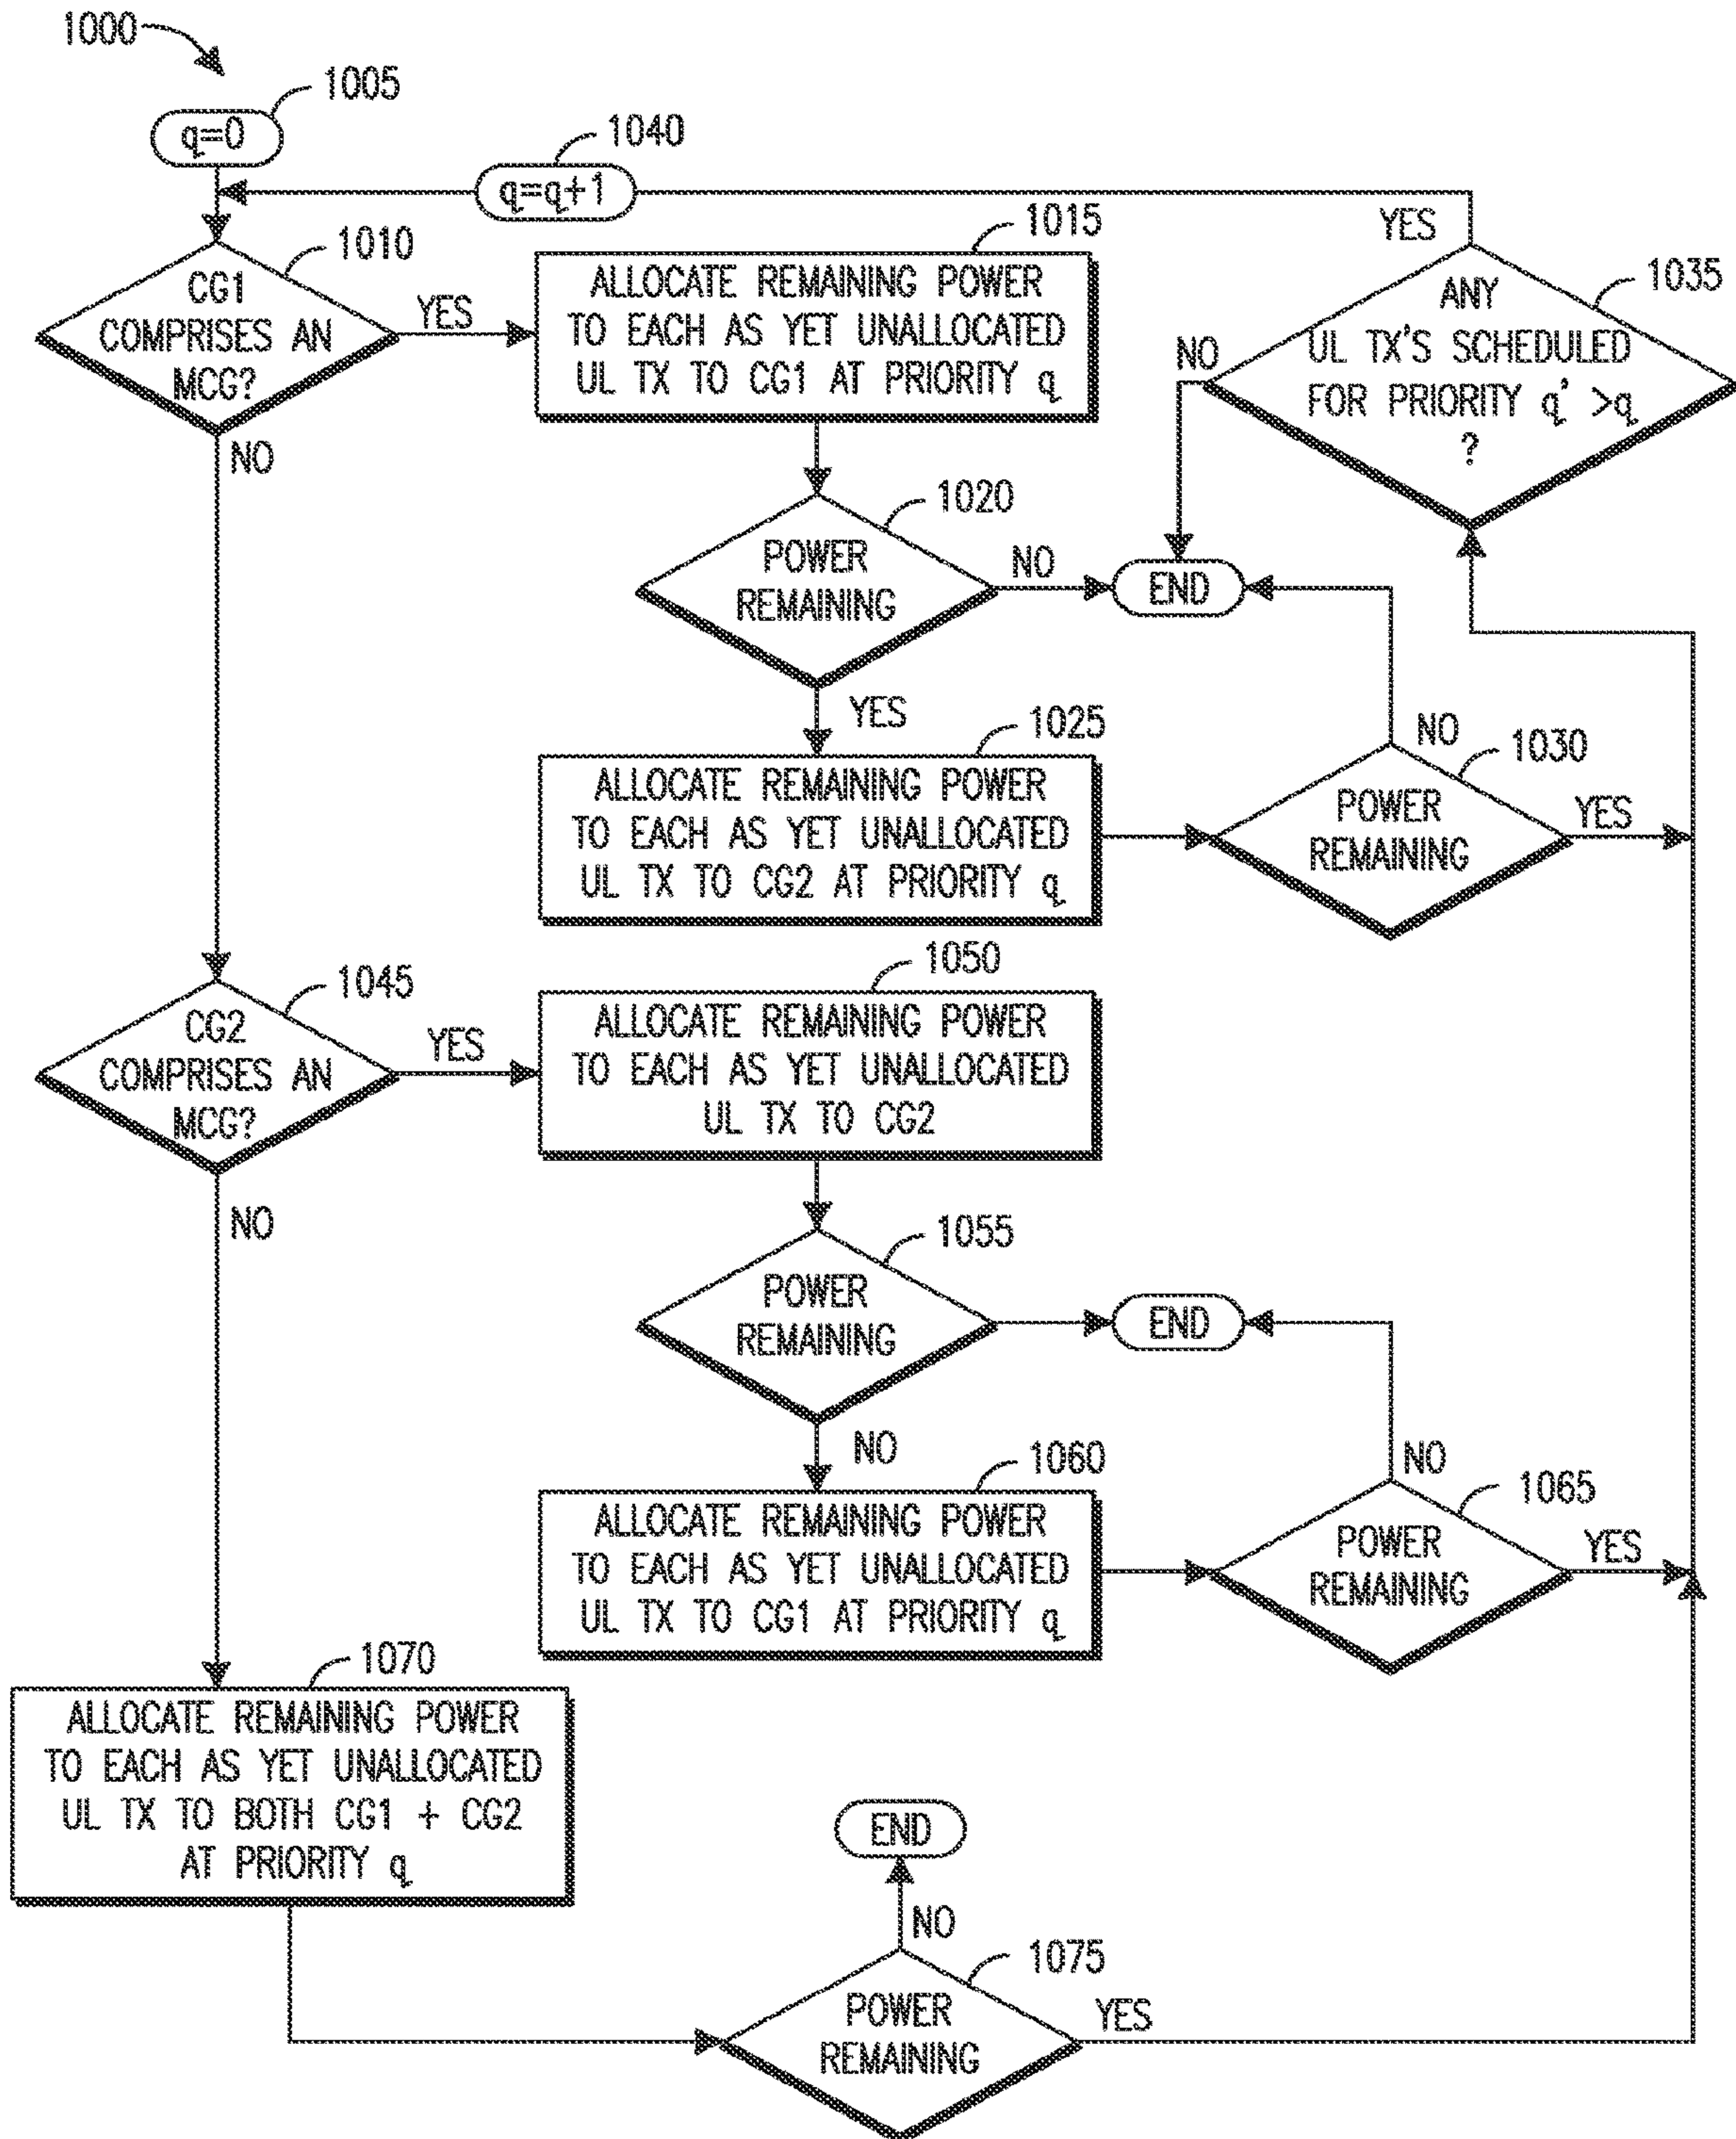 1000
1005
q=0
1040
q=q+1
1010
CG1
COMPRISES AN
MCG?
YES
NO
1015
ALLOCATE REMAINING POWER
TO EACH AS YET UNALLOCATED
UL TX TO CG1 AT PRIORITY q
YES
1035
ANY
UL TX'S SCHEDULED
FOR PRIORITY q' >q
?
NO
1020
POWER
REMAINING
NO
END
YES
1025
ALLOCATE REMAINING POWER
TO EACH AS YET UNALLOCATED
UL TX TO CG2 AT PRIORITY q
NO
1030
POWER
REMAINING
YES
1045
CG2
COMPRISES AN
MCG?
YES
NO
1050
ALLOCATE REMAINING POWER
TO EACH AS YET UNALLOCATED
UL TX TO CG2
1055
POWER
REMAINING
END
NO
1060
ALLOCATE REMAINING POWER
TO EACH AS YET UNALLOCATED
UL TX TO CG1 AT PRIORITY q
NO
1065
POWER
REMAINING
YES
1070
ALLOCATE REMAINING POWER
TO EACH AS YET UNALLOCATED
UL TX TO BOTH CG1 + CG2
AT PRIORITY q
END
NO
1075
POWER
REMAINING
YES